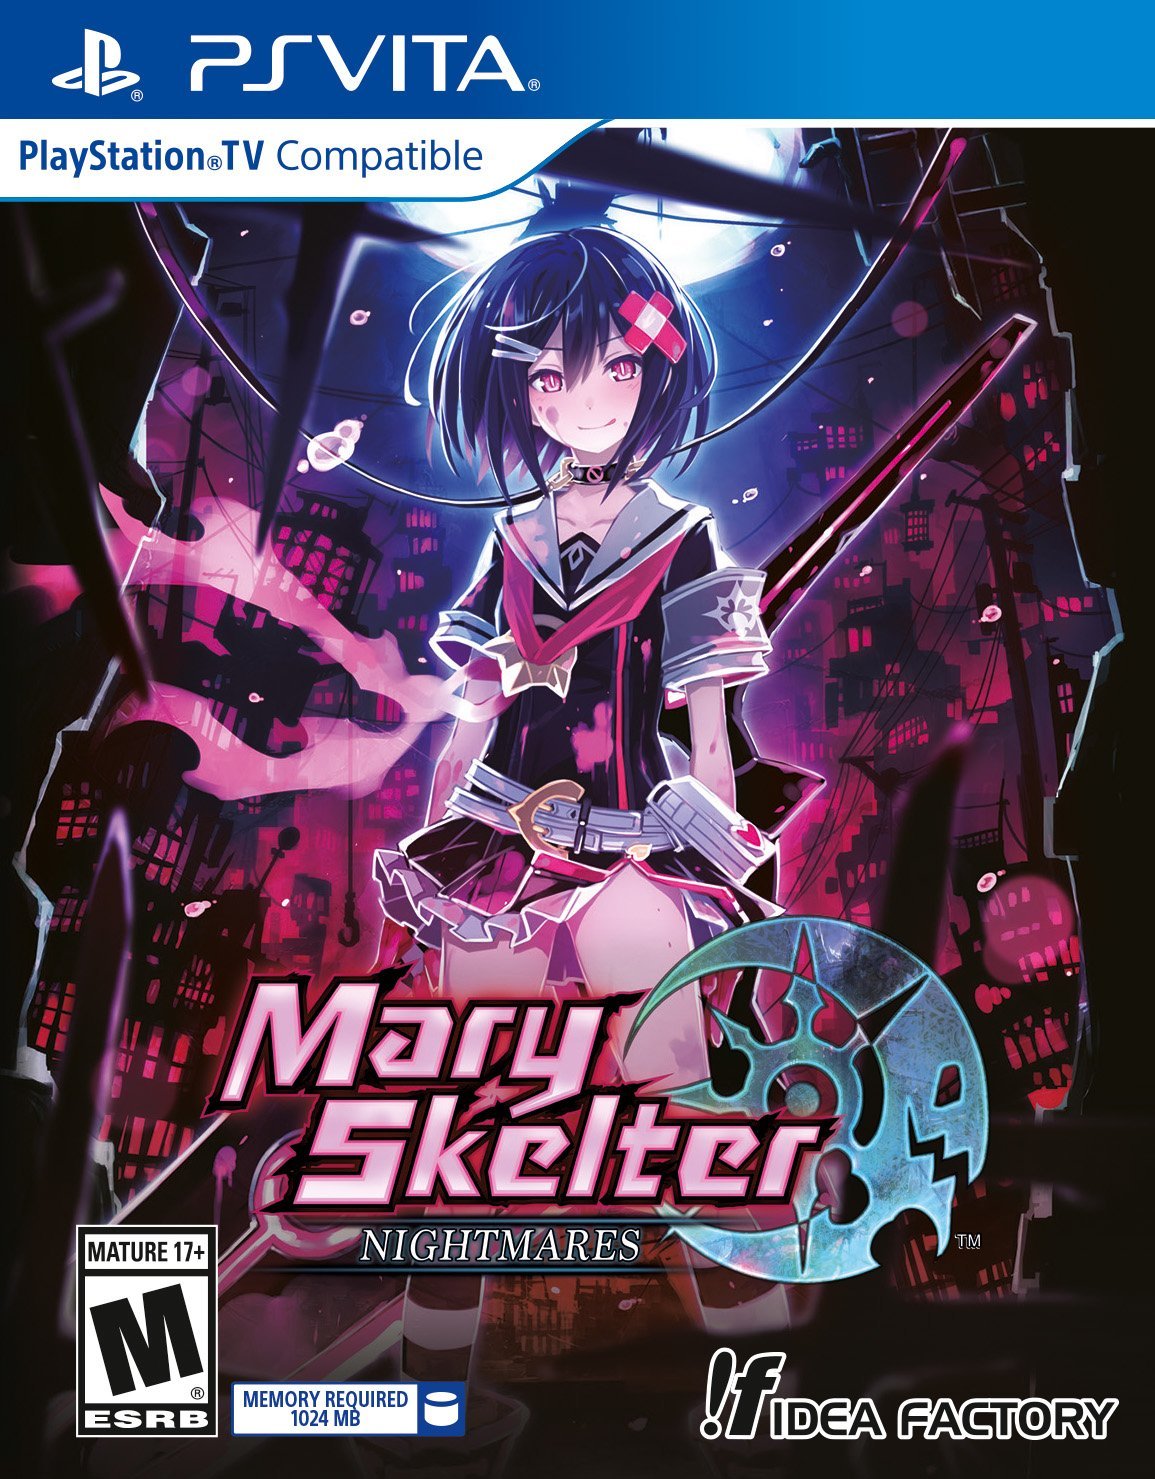 PSVITA®
PlayStation®TV Compatible
Mary
Skelter
NIGHTMARES
TM
MATURE 17+
M
®
ESRB
MEMORY REQUIRED
1024 MB
!f IDEA FACTORY